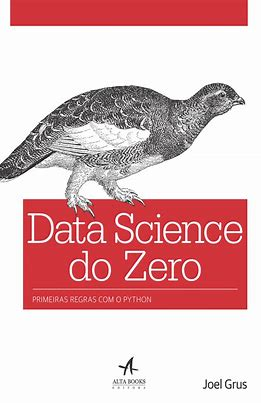 Data Science
do Zero
PRIMEIRAS REGRAS COM O PYTHON
ALTA BOOKS
EDITORA
Joel Grus